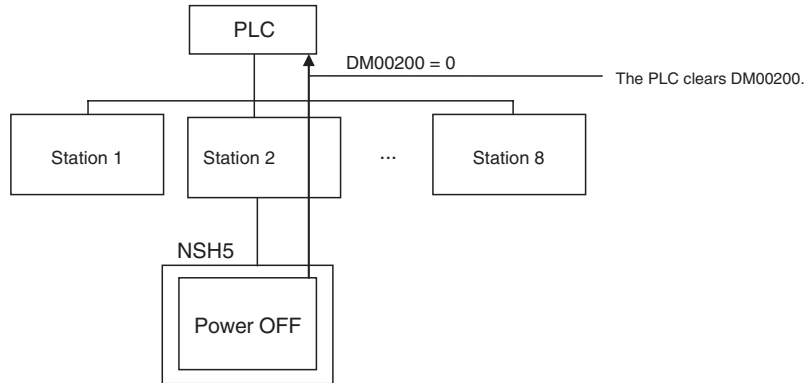 PLC
DM00200 = 0
The PLC clears DM00200.
Station 1
Station 2
...
Station 8
NSH5
Power OFF